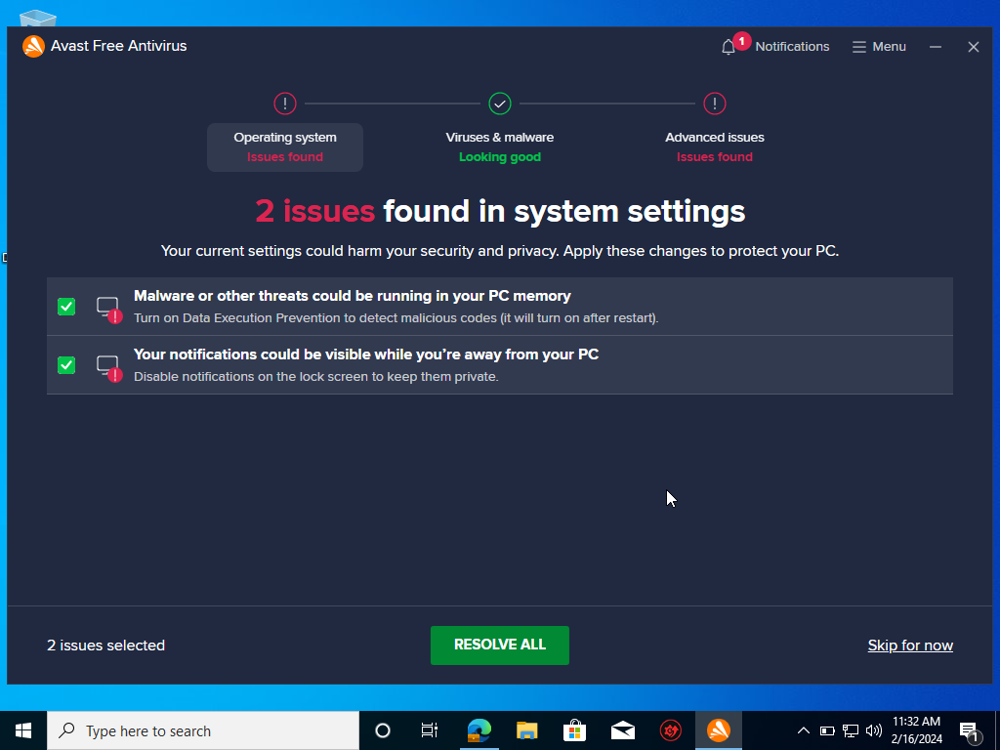 Avast Free Antivirus
1
Notifications
Menu
Operating system
Issues found
Viruses & malware
Looking good
Advanced issues
Issues found
2 issues found in system settings
Your current settings could harm your security and privacy. Apply these changes to protect your PC.
Malware or other threats could be running in your PC memory
Turn on Data Execution Prevention to detect malicious codes (it will turn on after restart).
Your notifications could be visible while you’re away from your PC
Disable notifications on the lock screen to keep them private.
2 issues selected
RESOLVE ALL
Skip for now
Type here to search
11:32 AM
2/16/2024
1